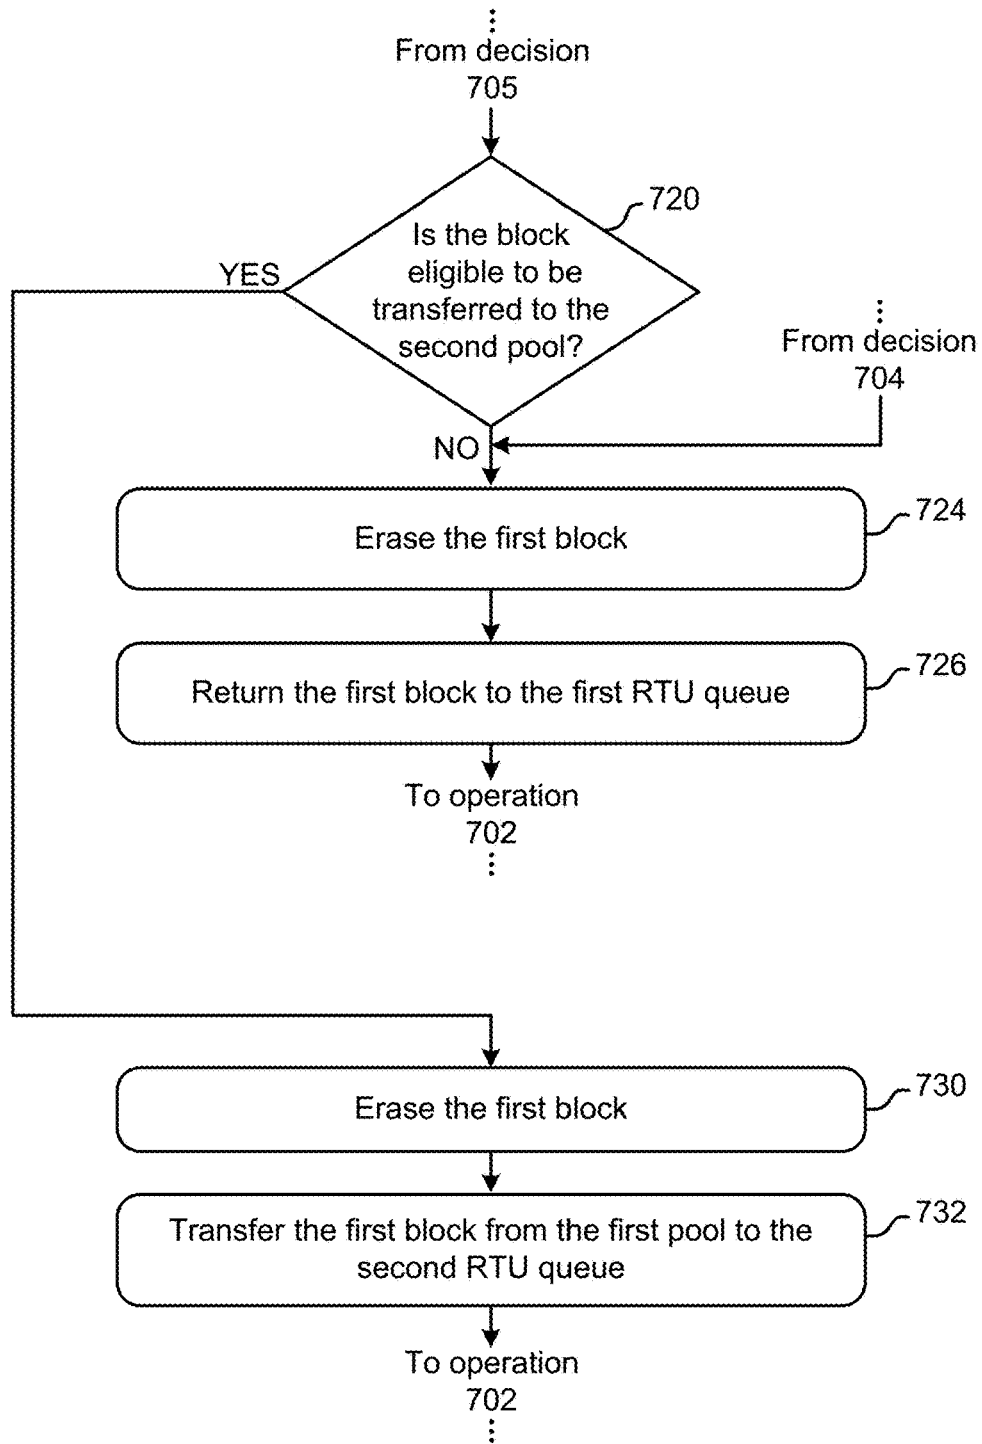 From decision
705
720
Is the block
eligible to be
transferred to the
second pool?
YES
From decision
704
NO
724
Erase the first block
726
Return the first block to the first RTU queue
To operation
702
730
Erase the first block
732
Transfer the first block from the first pool to the
second RTU queue
To operation
702